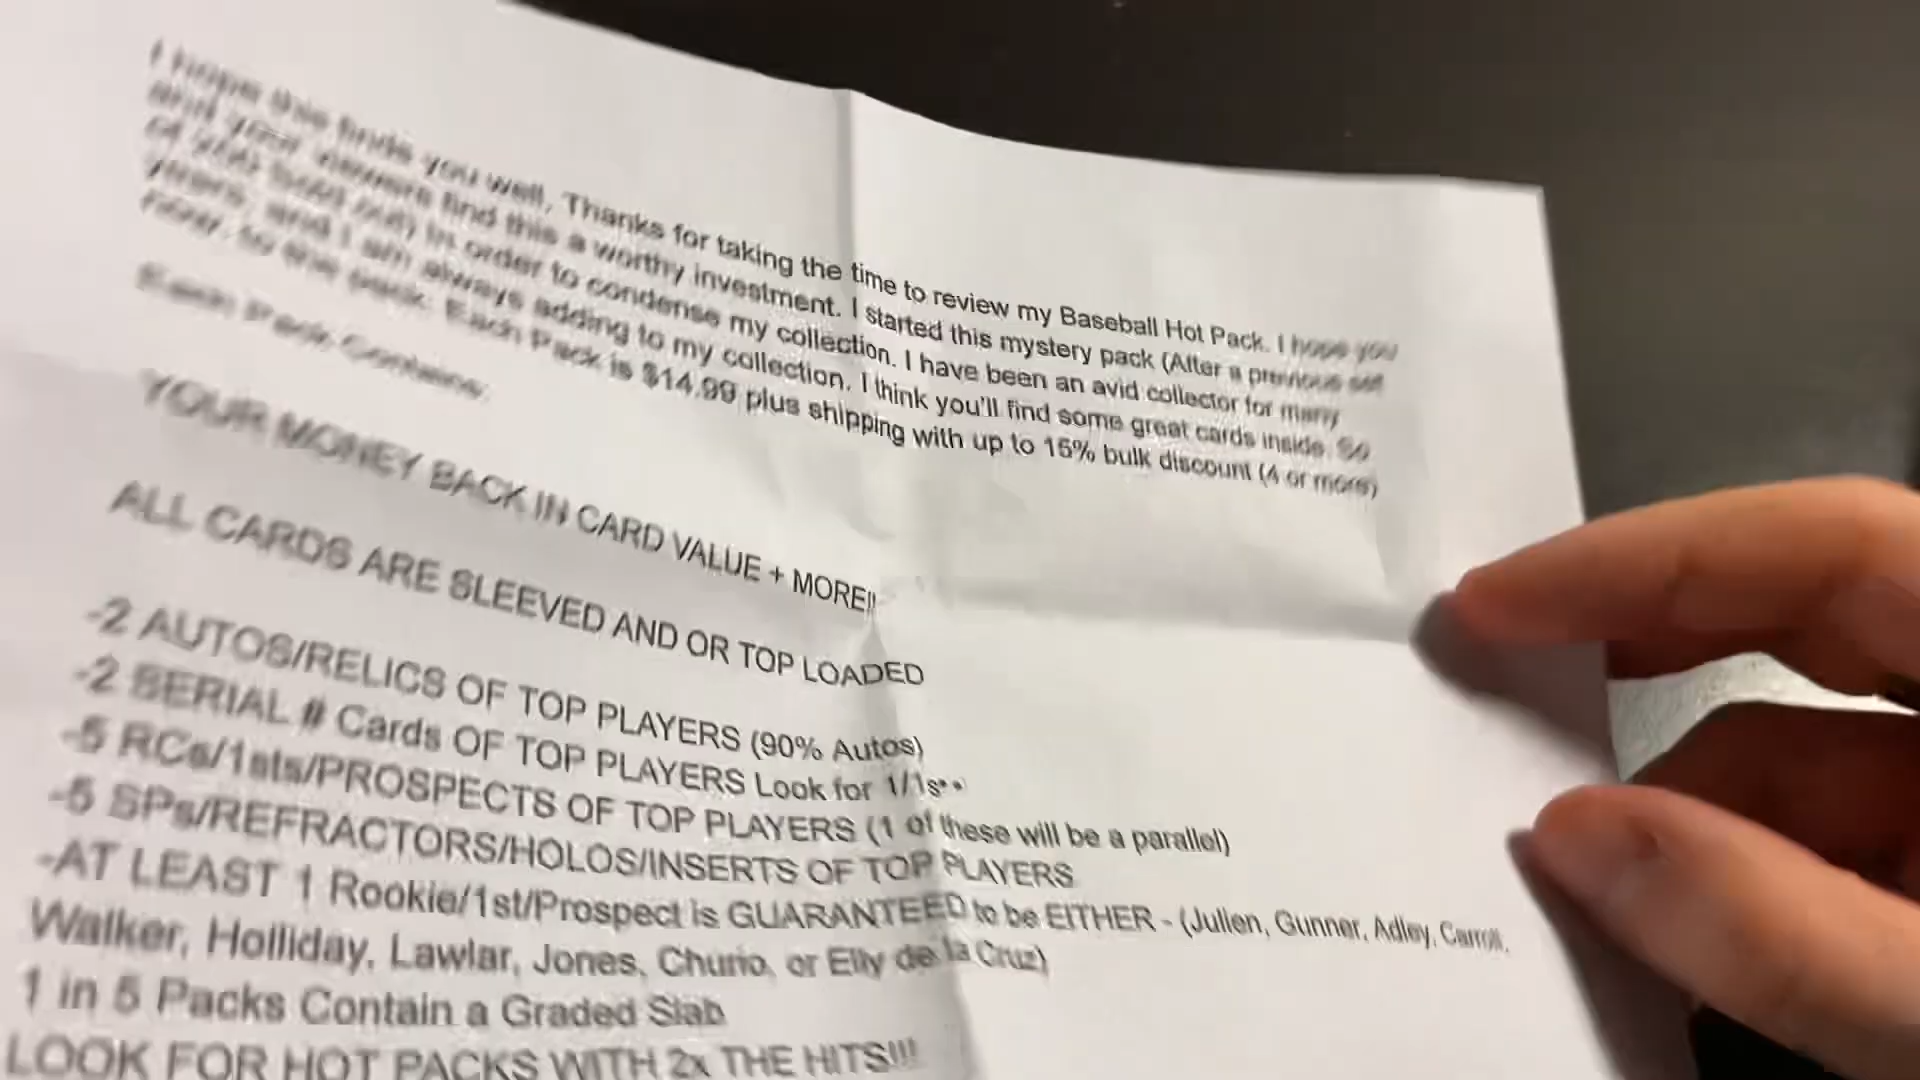 I hope this finds you well, Thanks for taking the time to review my Baseball Hot Pack. I hope you
and your viewers find this a worthy investment. I started this mystery pack (After a previous set
of you Sold out) in order to condense my collection. I have been an avid collector for many
years, and I am always adding to my collection. I think you'll find some great cards inside. So
now, to the pack. Each Pack is $14.99 plus shipping with up to 15% bulk discount (4 or more)
Each Pack Contains:
YOUR MONEY BACK IN CARD VALUE + MORE!!
ALL CARDS ARE SLEEVED AND OR TOP LOADED
-2 AUTOS/RELICS OF TOP PLAYERS (90% Autos)
-2 SERIAL # Cards OF TOP PLAYERS Look for 1/1s**
-5 RCs/1sts/PROSPECTS OF TOP PLAYERS (1 of these will be a parallel)
-5 SPs/REFRACTORS/HOLOS/INSERTS OF TOP PLAYERS
-AT LEAST 1 Rookie/1st/Prospect is GUARANTEED to be EITHER - (Julien, Gunner, Adley, Carroll,
Walker, Holliday, Lawlar, Jones, Churio, or Elly de la Cruz)
1 in 5 Packs Contain a Graded Slab
LOOK FOR HOT PACKS WITH 2x THE HITS!!!